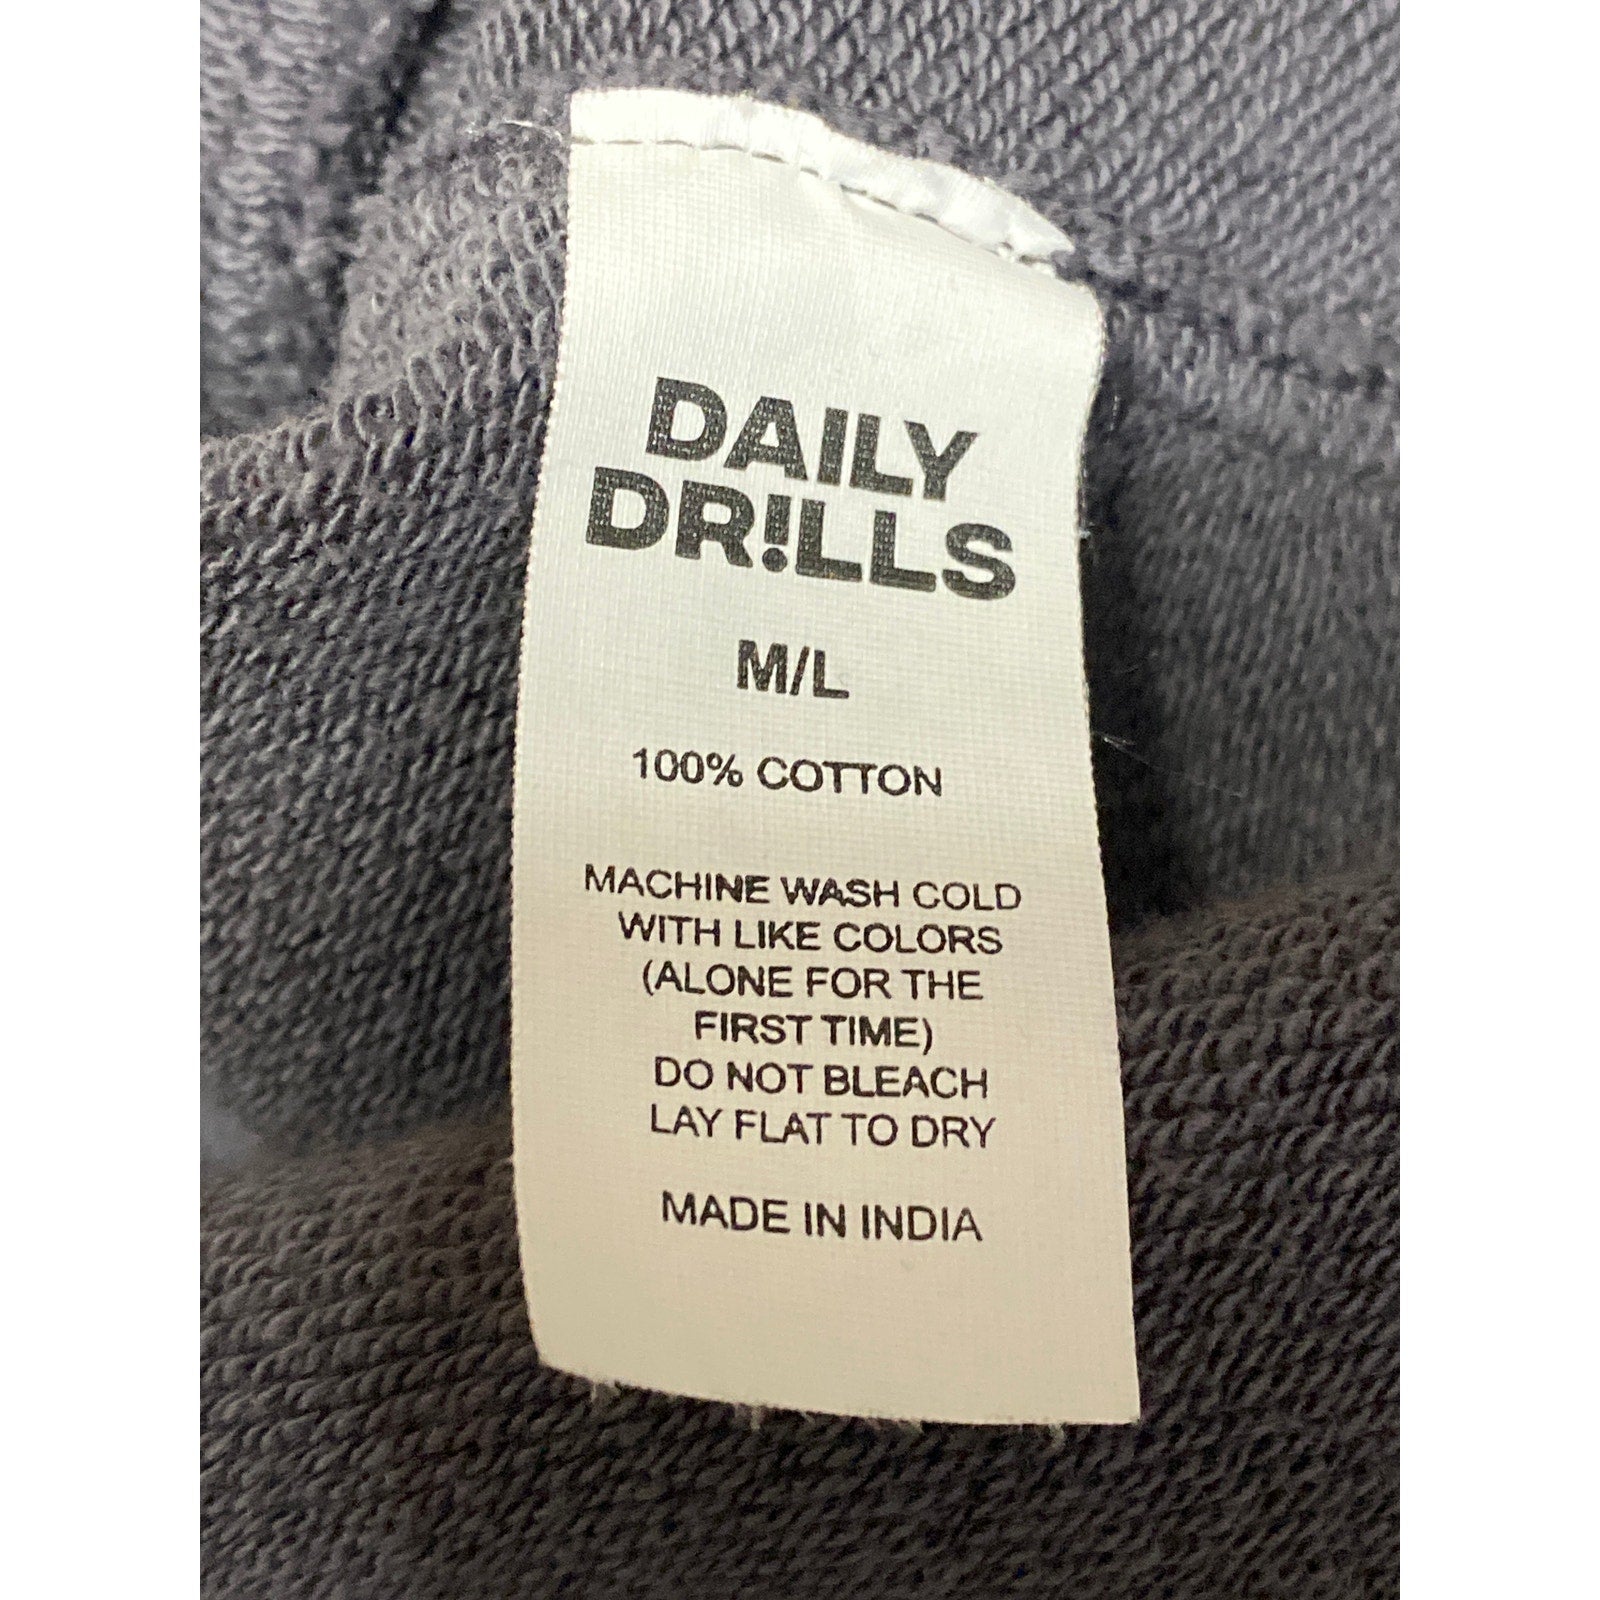 DAILY
DR!LLS
M/L
100% COTTON
MACHINE WASH COLD
WITH LIKE COLORS
(ALONE FOR THE
FIRST TIME)
DO NOT BLEACH
LAY FLAT TO DRY
MADE IN INDIA